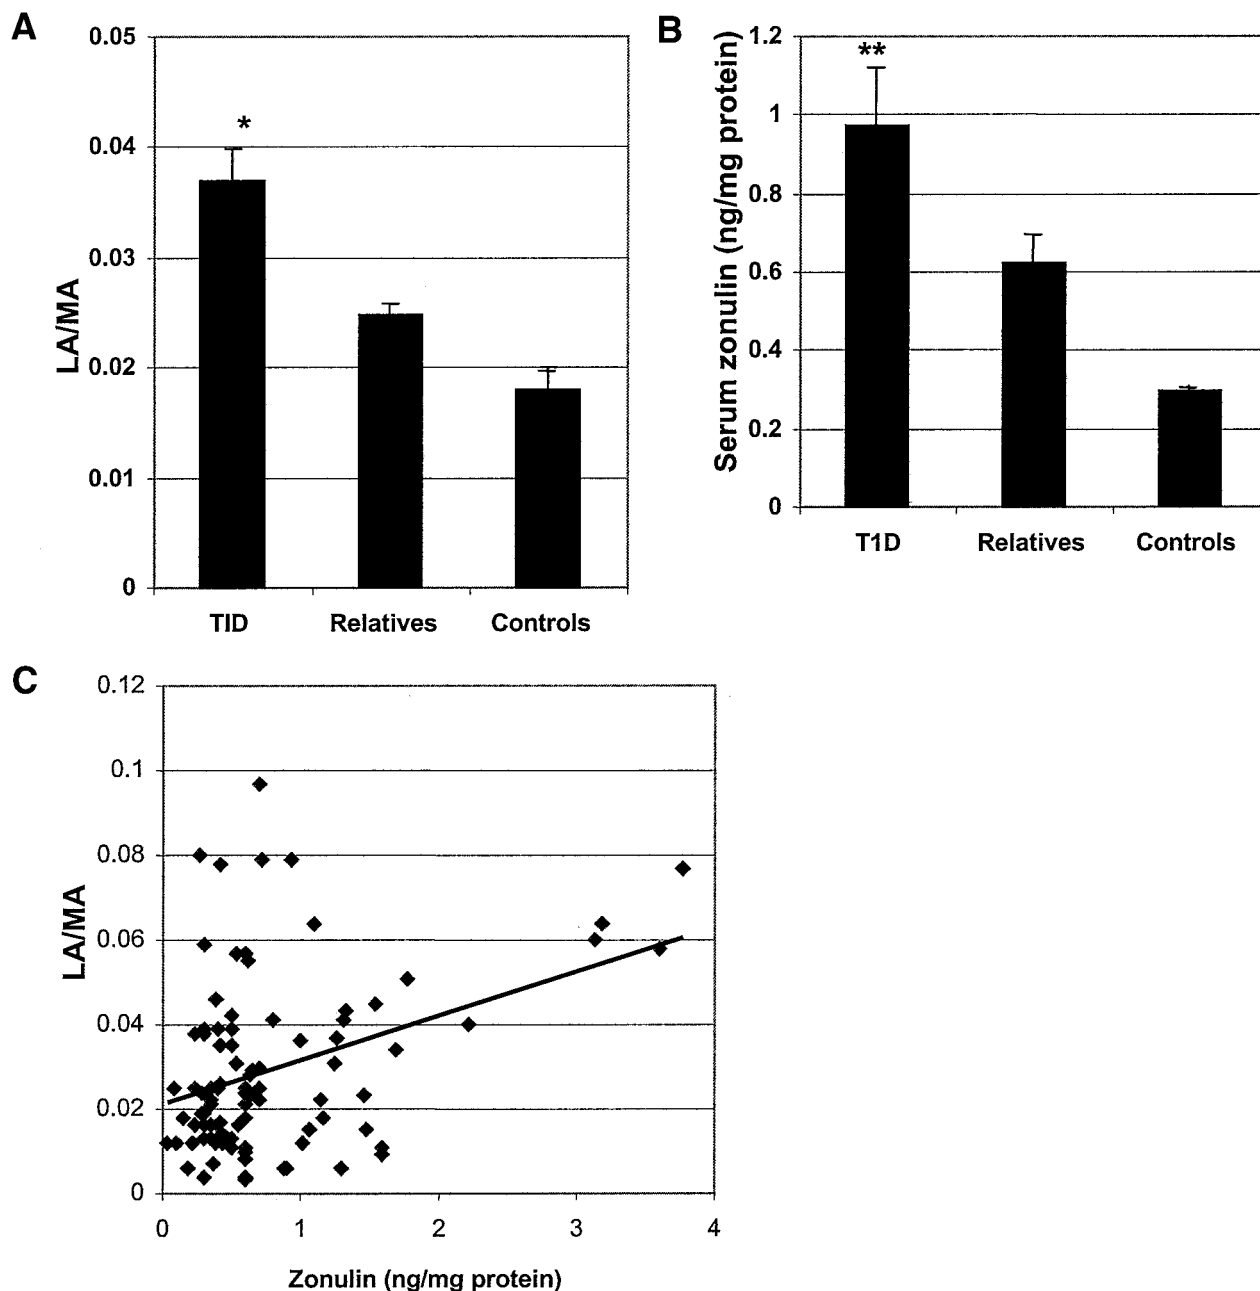 A
LA/MA
0.05
0.04
0.03
0.02
0.01
0
*
TID Relatives Controls
B
Serum zonulin (ng/mg protein)
1.2
1
0.8
0.6
0.4
0.2
0
**
T1D Relatives Controls
C
LA/MA
0.12
0.1
0.08
0.06
0.04
0.02
0
0 1 2 3 4
Zonulin (ng/mg protein)